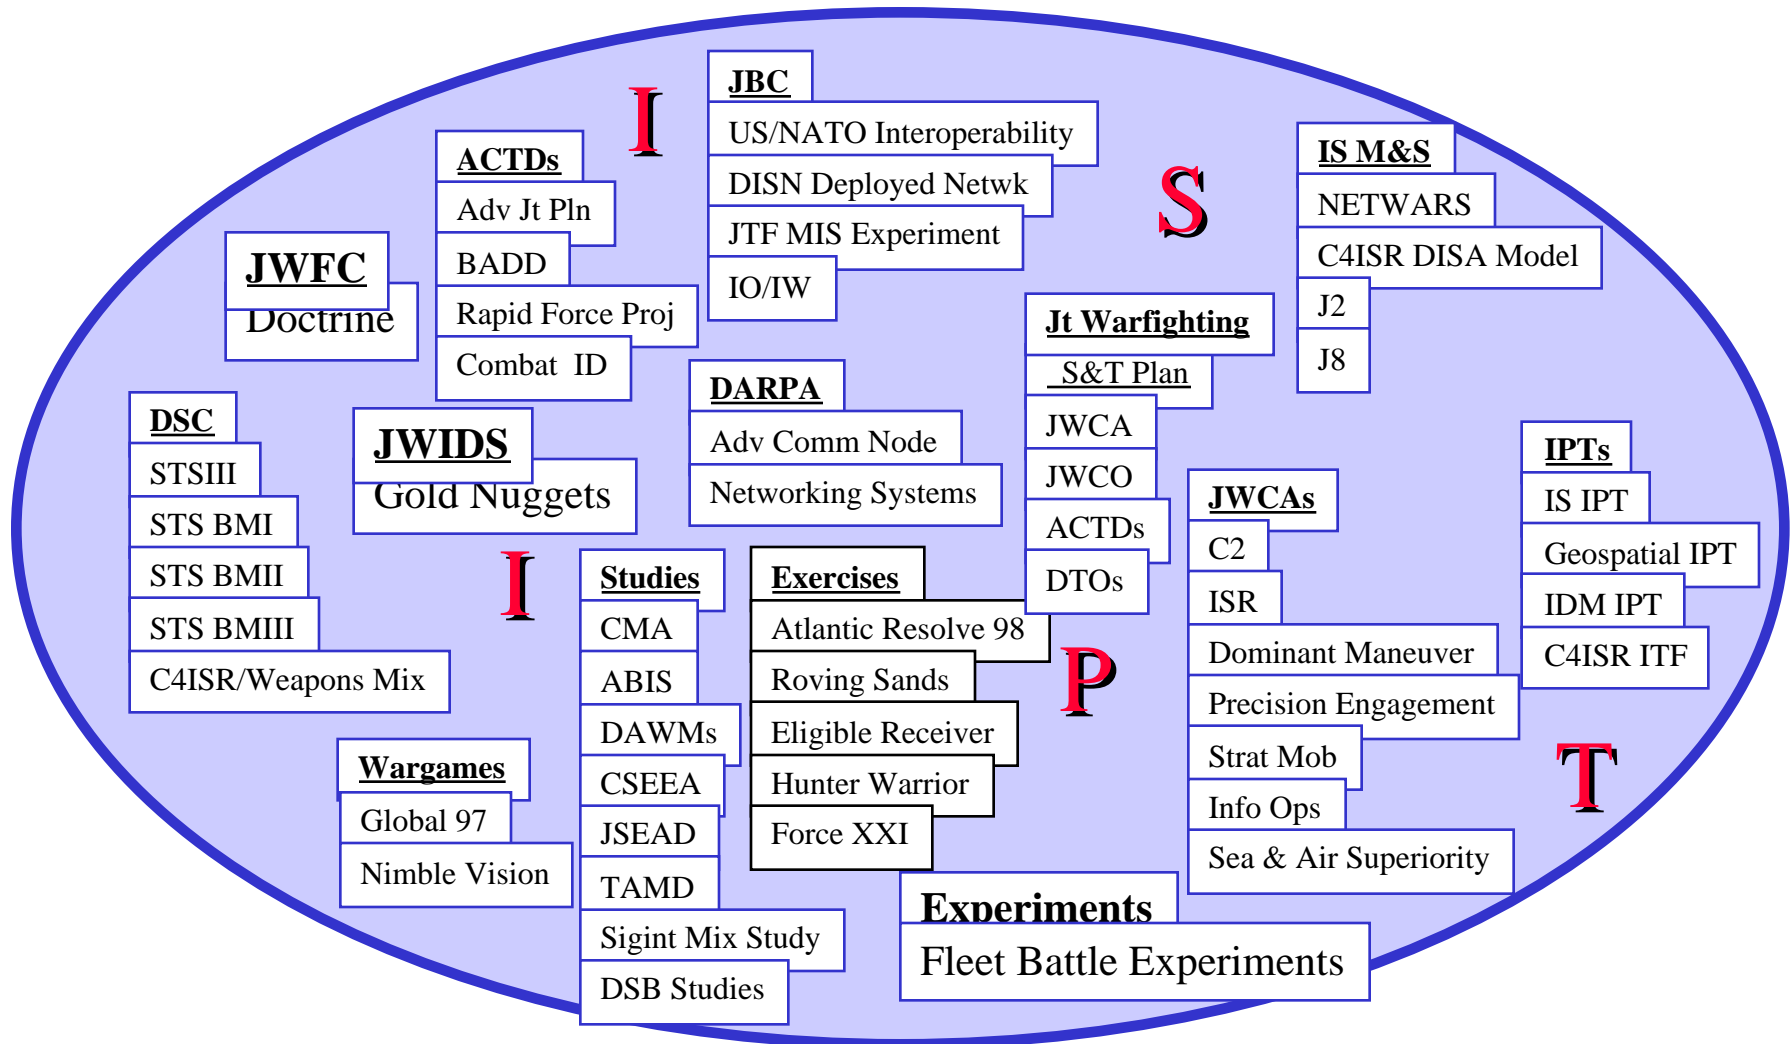 I
S
I
P
T
JBC
US/NATO Interoperability
DISN Deployed Netwk
JTF MIS Experiment
IO/IW
ACTDs
Adv Jt Pln
BADD
Rapid Force Proj
Combat ID
IS M&S
NETWARS
C4ISR DISA Model
J2
J8
JWFC
Doctrine
Jt Warfighting
S&T Plan
JWCA
JWCO
ACTDs
DTOs
DARPA
Adv Comm Node
Networking Systems
DSC
STSIII
STS BMI
STS BMII
STS BMIII
C4ISR/Weapons Mix
JWIDS
Gold Nuggets
IPTs
IS IPT
Geospatial IPT
IDM IPT
C4ISR ITF
JWCAs
C2
ISR
Dominant Maneuver
Precision Engagement
Strat Mob
Info Ops
Sea & Air Superiority
Studies
CMA
ABIS
DAWMs
CSEEA
JSEAD
TAMD
Sigint Mix Study
DSB Studies
Exercises
Atlantic Resolve 98
Roving Sands
Eligible Receiver
Hunter Warrior
Force XXI
Wargames
Global 97
Nimble Vision
Experiments
Fleet Battle Experiments